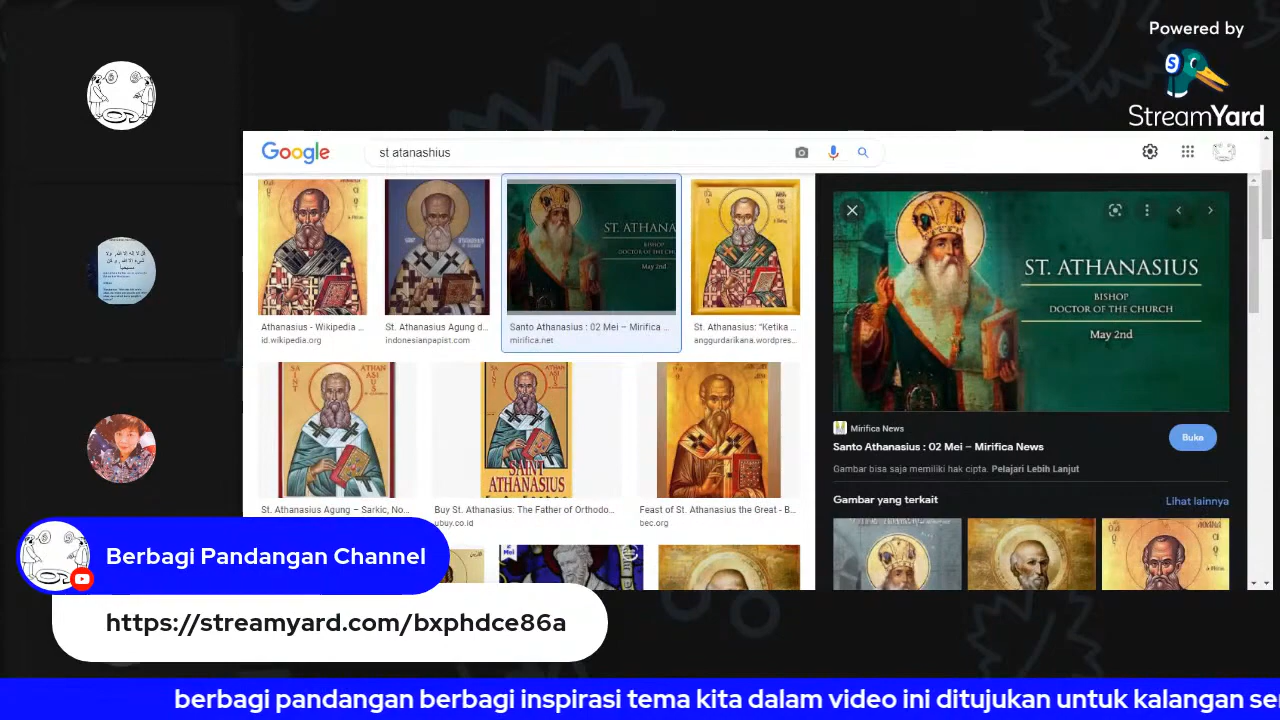 Powered by
StreamYard
Google
st atanashius
ST. ATHANA
BISHOP
DOCTOR OF THE CH
May 2nd
Athanasius - Wikipedia ...
id.wikipedia.org
St. Athanasius Agung d...
indonesianpapist.com
Santo Athanasius : 02 Mei – Mirifica ...
mirifica.net
St. Athanasius: “Ketika ...
anggurdarikana.wordpres...
SAINT
ATHANASIUS
SAINT
ATHANASIUS
St. Athanasius Agung – Sarkic, No...
Buy St. Athanasius: The Father of Orthodo...
ubuy.co.id
Feast of St. Athanasius the Great - B...
bec.org
Mei
ST. ATHANASIUS
BISHOP
DOCTOR OF THE CHURCH
May 2nd
Mirifica News
Santo Athanasius : 02 Mei – Mirifica News
Buka
Gambar bisa saja memiliki hak cipta. Pelajari Lebih Lanjut
Gambar yang terkait
Lihat lainnya
Berbagi Pandangan Channel
https://streamyard.com/bxphdce86a
berbagi pandangan berbagi inspirasi tema kita dalam video ini ditujukan untuk kalangan se